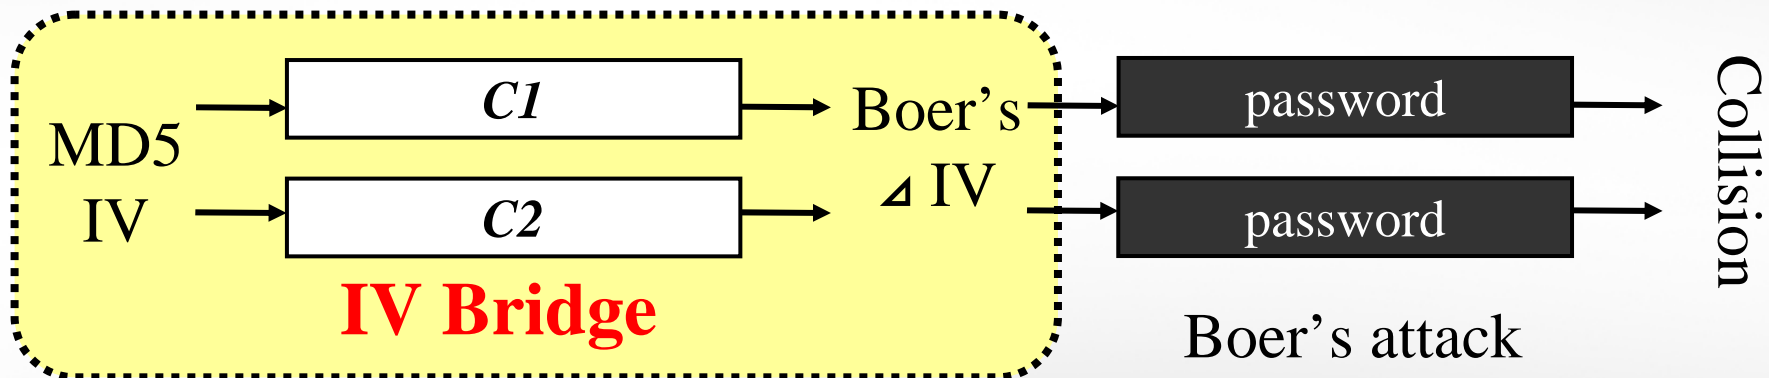 MD5
IV
C1
C2
IV Bridge
Boer’s
⊿ IV
password
password
Boer’s attack
Collision